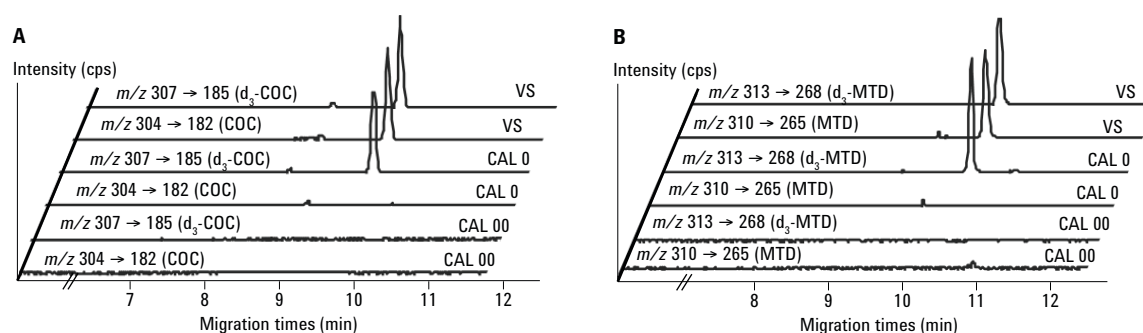 A
Intensity (cps)
m/z 307 → 185 (d₃-COC) VS
m/z 304 → 182 (COC) VS
m/z 307 → 185 (d₃-COC) CAL 0
m/z 304 → 182 (COC) CAL 0
m/z 307 → 185 (d₃-COC) CAL 00
m/z 304 → 182 (COC) CAL 00
7 8 9 10 11 12
Migration times (min)
B
Intensity (cps)
m/z 313 → 268 (d₃-MTD) VS
m/z 310 → 265 (MTD) VS
m/z 313 → 268 (d₃-MTD) CAL 0
m/z 310 → 265 (MTD) CAL 0
m/z 313 → 268 (d₃-MTD) CAL 00
m/z 310 → 265 (MTD) CAL 00
8 9 10 11 12
Migration times (min)